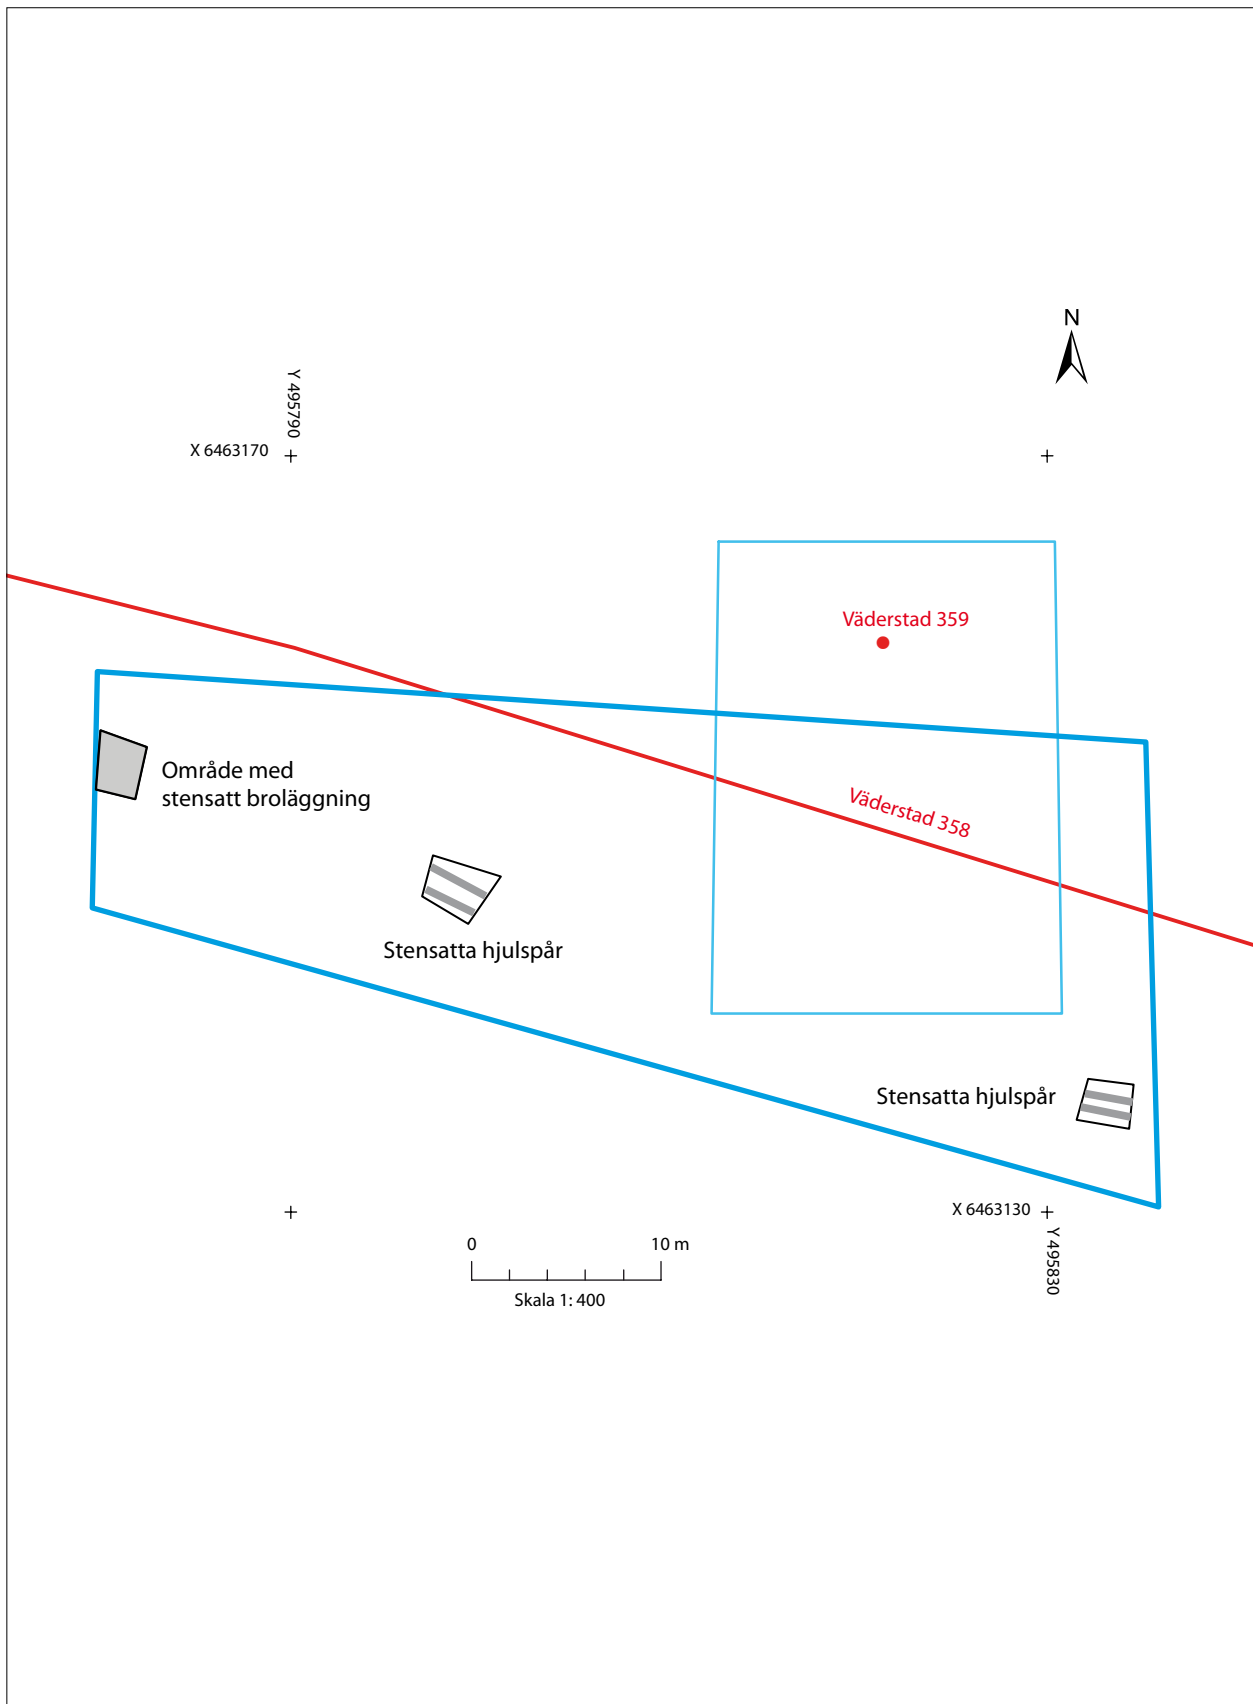 N
Y 495790
X 6463170
Väderstad 359
Område med
stensatt broläggning
Väderstad 358
Stensatta hjulspår
Stensatta hjulspår
X 6463130
Y 495830
0 10 m
Skala 1: 400